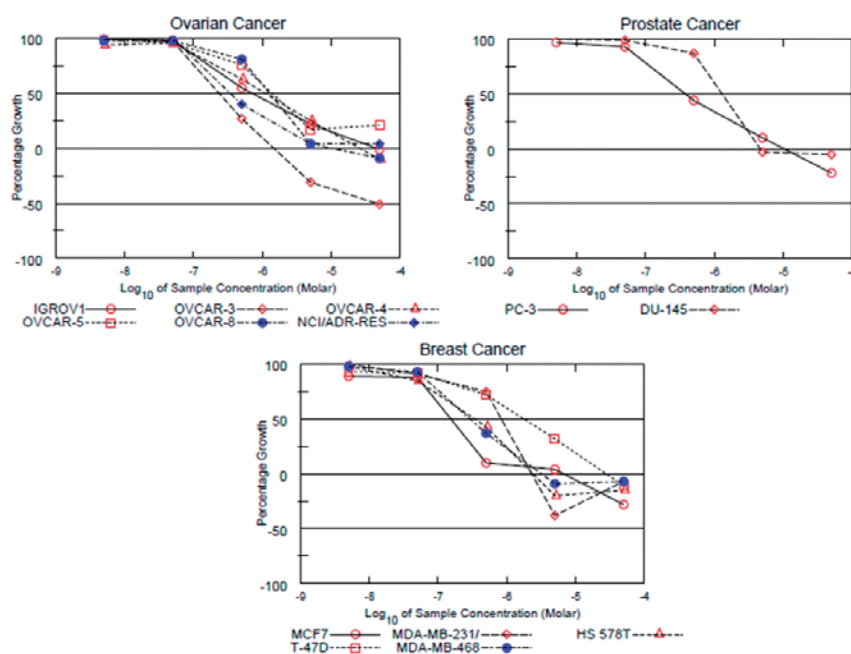 Ovarian Cancer
100
50
0
-50
-100
Percentage Growth
-9 -8 -7 -6 -5 -4
Log10 of Sample Concentration (Molar)
IGROV1 OVCAR-3 OVCAR-4
OVCAR-5 OVCAR-8 NCI/ADR-RES
Prostate Cancer
100
50
0
-50
-100
Percentage Growth
-9 -8 -7 -6 -5 -4
Log10 of Sample Concentration (Molar)
PC-3 DU-145
Breast Cancer
100
50
0
-50
-100
Percentage Growth
-9 -8 -7 -6 -5 -4
Log10 of Sample Concentration (Molar)
MCF7 MDA-MB-231/ HS 578T
T-47D MDA-MB-468